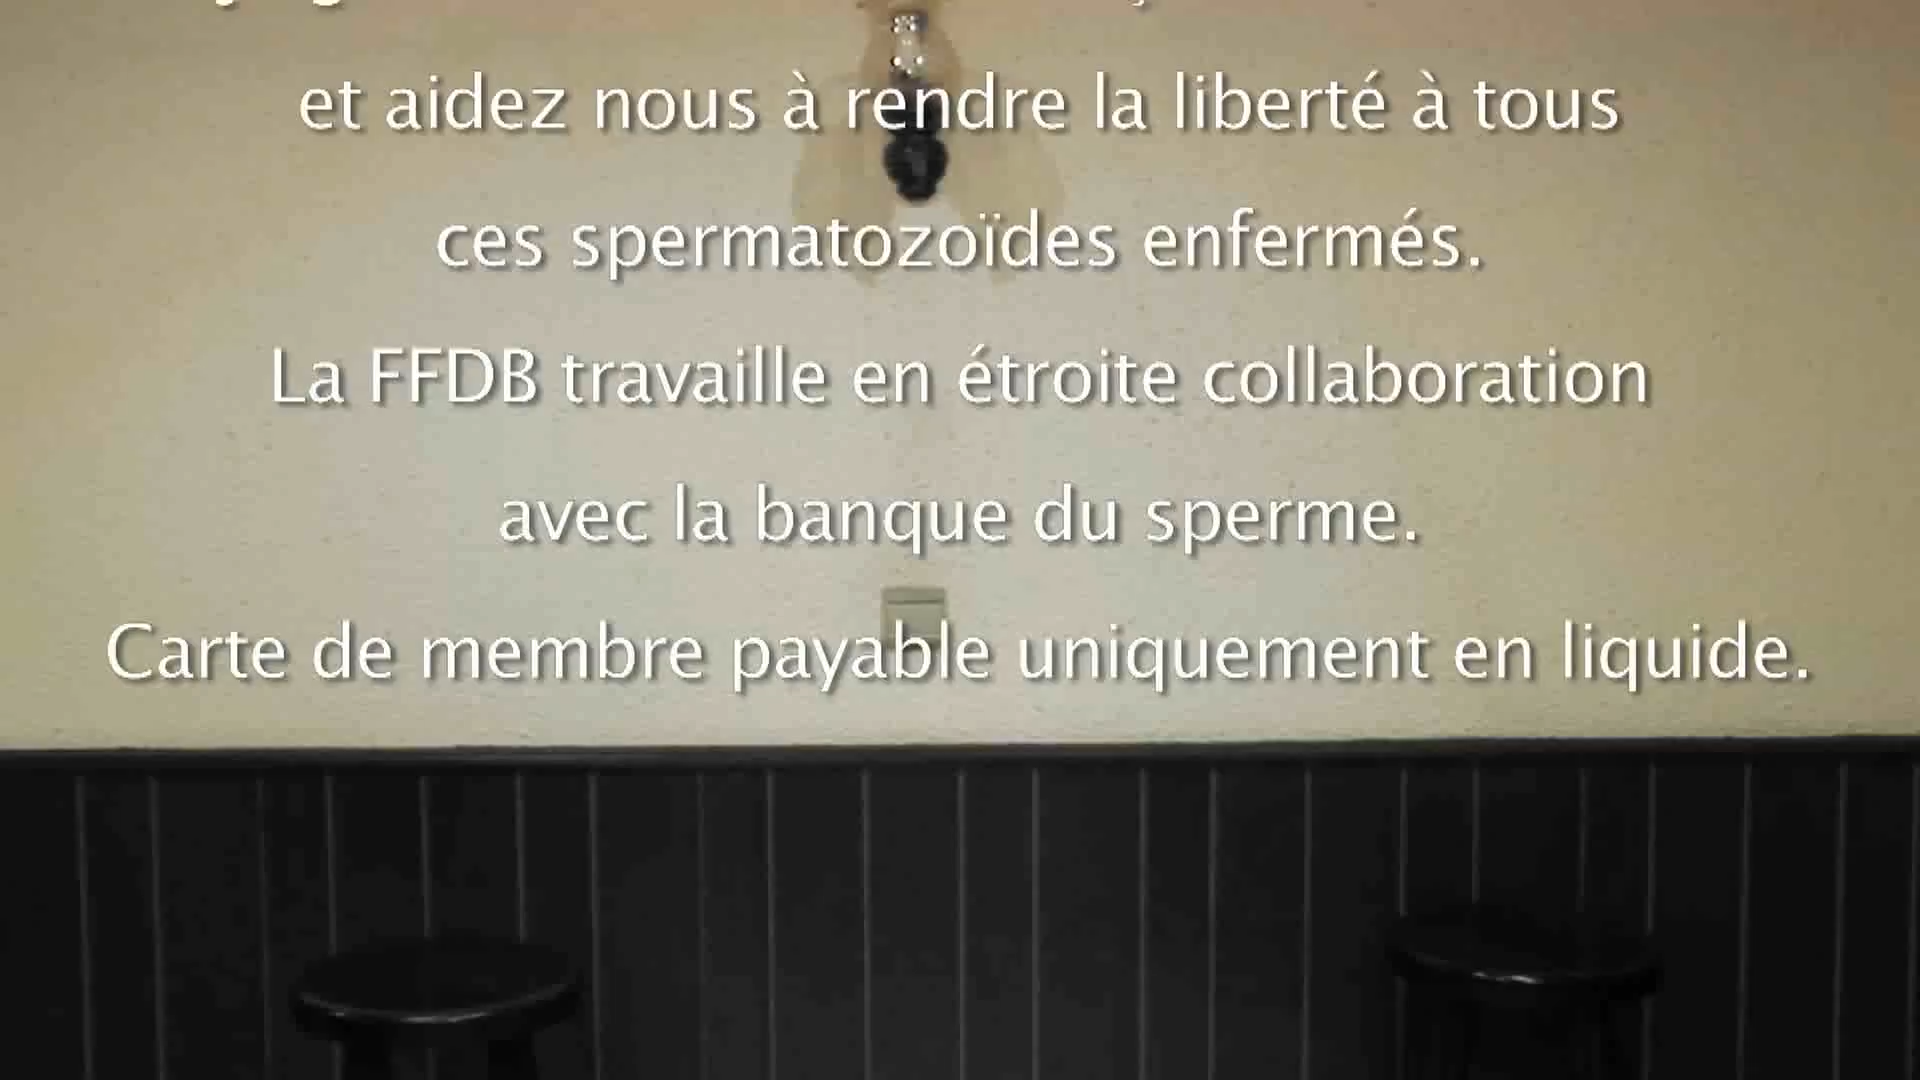 et aidez nous à rendre la liberté à tous
ces spermatozoïdes enfermés.
La FFDB travaille en étroite collaboration
avec la banque du sperme.
Carte de membre payable uniquement en liquide.